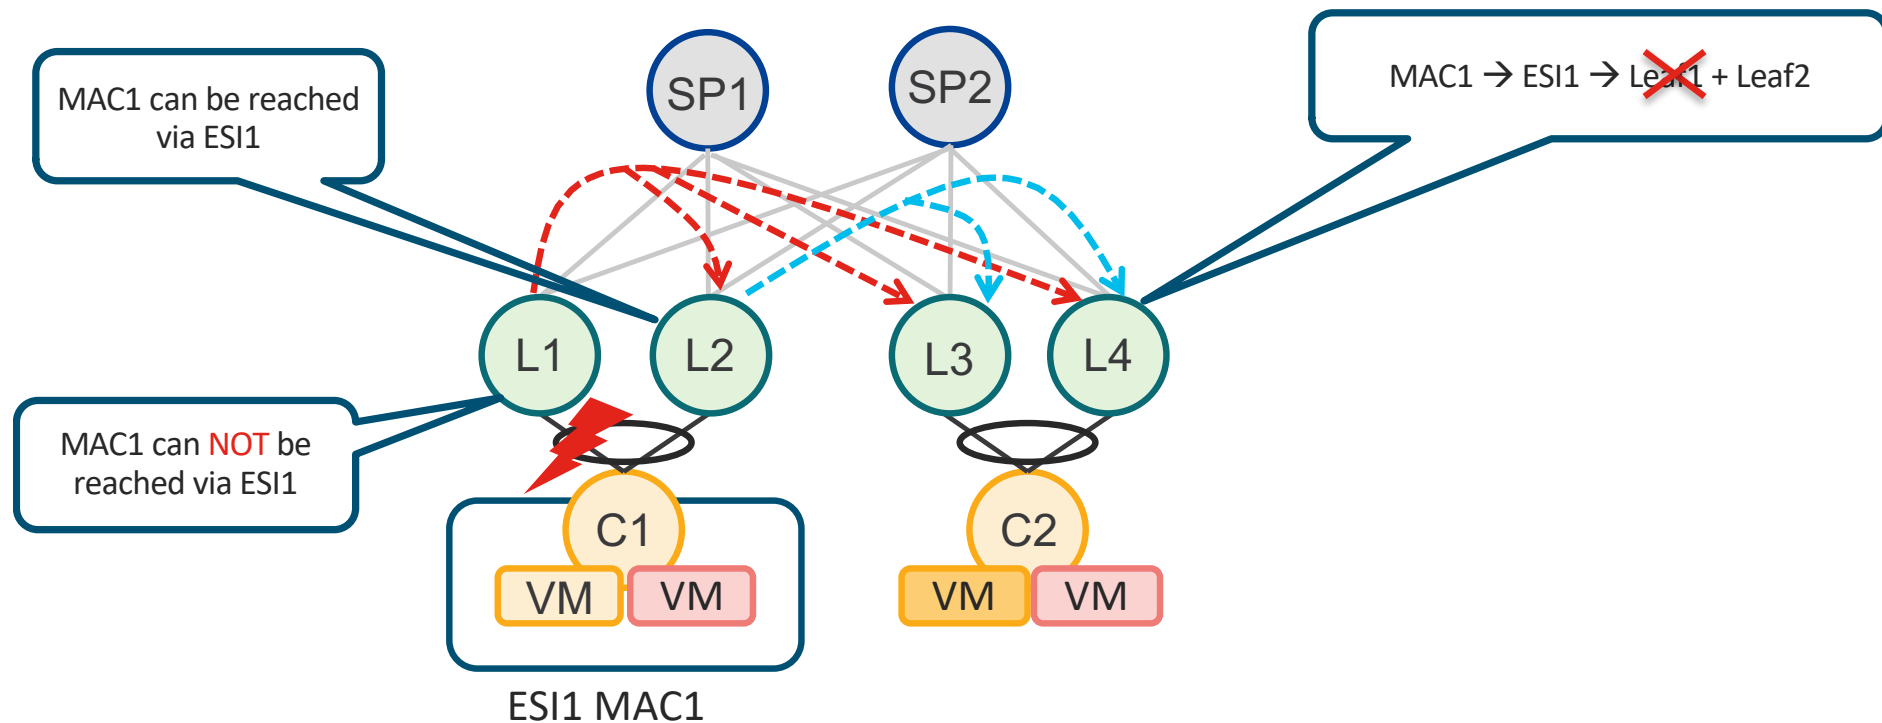 SP1
SP2
MAC1 can be reached
via ESI1
MAC1 → ESI1 → Leaf1 + Leaf2
L1
L2
L3
L4
MAC1 can NOT be
reached via ESI1
C1
VM
VM
C2
VM
VM
ESI1 MAC1